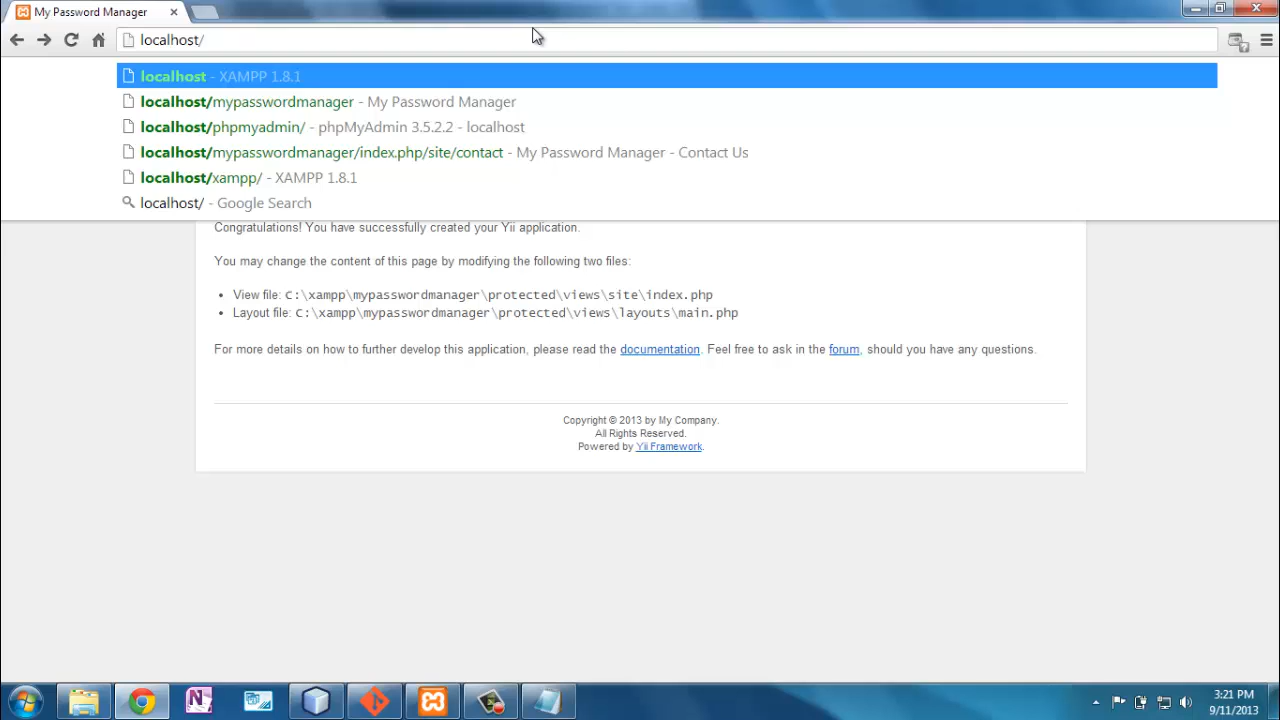 My Password Manager
localhost/
localhost - XAMPP 1.8.1
localhost/mypasswordmanager - My Password Manager
localhost/phpmyadmin/ - phpMyAdmin 3.5.2.2 - localhost
localhost/mypasswordmanager/index.php/site/contact - My Password Manager - Contact Us
localhost/xampp/ - XAMPP 1.8.1
localhost/ - Google Search
Congratulations! You have successfully created your Yii application.
You may change the content of this page by modifying the following two files:
• View file: C:\xampp\mypasswordmanager\protected\views\site\index.php
• Layout file: C:\xampp\mypasswordmanager\protected\views\layouts\main.php
For more details on how to further develop this application, please read the documentation. Feel free to ask in the forum, should you have any questions.
Copyright © 2013 by My Company.
All Rights Reserved.
Powered by Yii Framework.
3:21 PM
9/11/2013